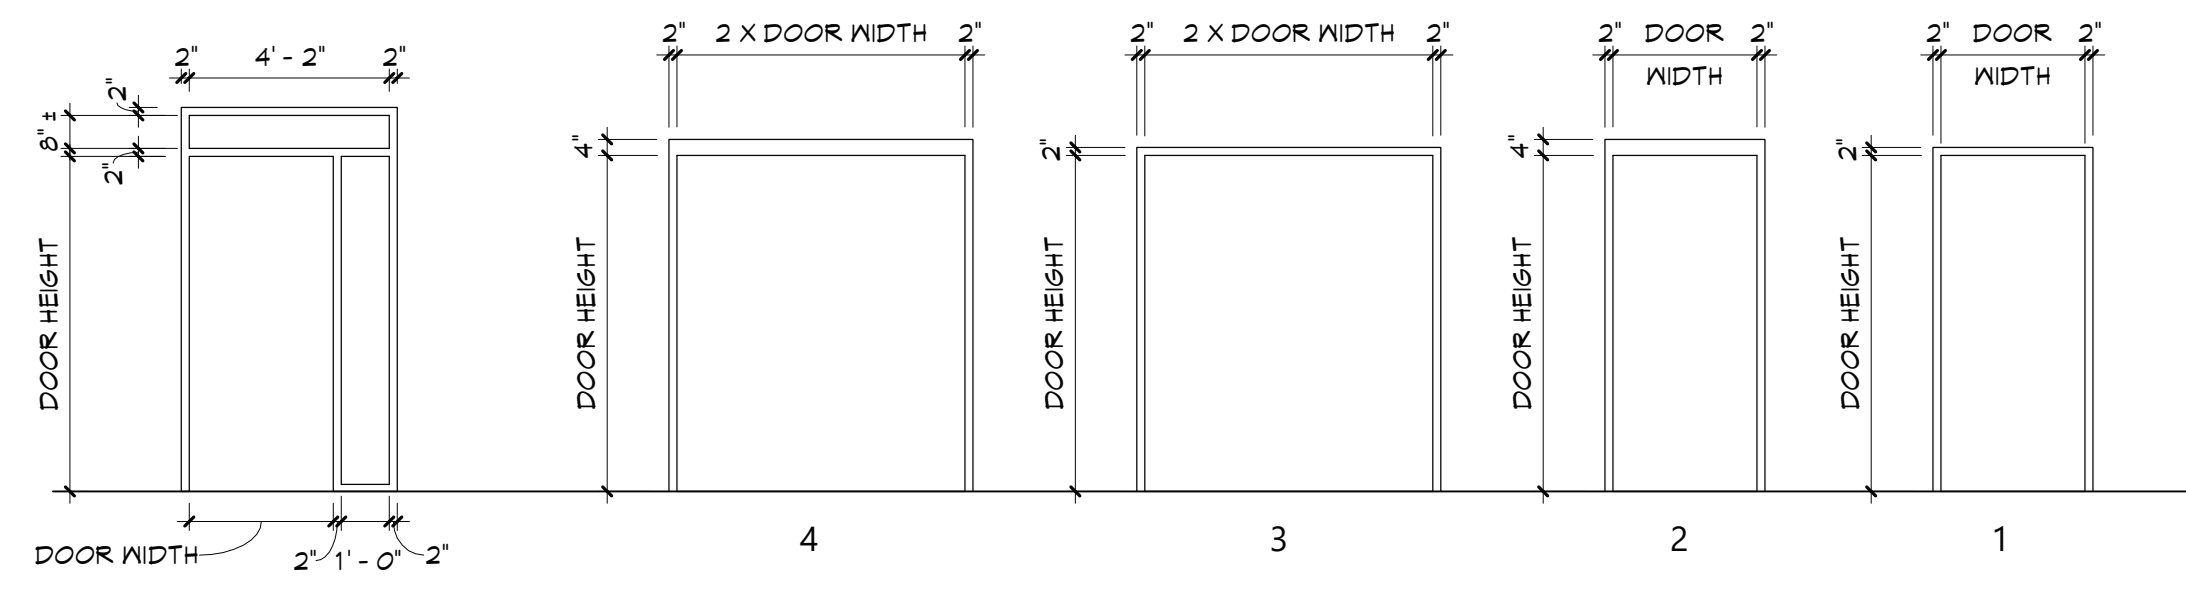 2" 2 X DOOR WIDTH 2"
2" 2 X DOOR WIDTH 2"
2" DOOR WIDTH 2"
2" DOOR WIDTH 2"
2" 4' - 2" 2"
2"
8" ±
2"
4"
2"
4"
2"
DOOR HEIGHT
DOOR HEIGHT
DOOR HEIGHT
DOOR HEIGHT
DOOR HEIGHT
DOOR WIDTH 2" 1' - 0" 2"
4
3
2
1